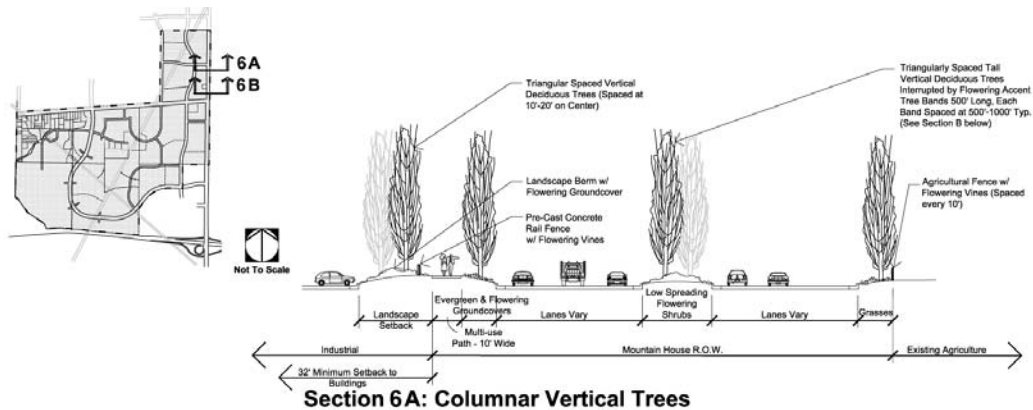 6A
6B
Not To Scale
Triangular Spaced Vertical
Deciduous Trees (Spaced at
10'-20' on Center)
Landscape Berm w/
Flowering Groundcover
Pre-Cast Concrete
Rail Fence
w/ Flowering Vines
Triangularly Spaced Tall
Vertical Deciduous Trees
Interrupted by Flowering Accent
Tree Bands 500' Long, Each
Band Spaced at 500'-1000' Typ.
(See Section B below)
Agricultural Fence w/
Flowering Vines (Spaced
every 10')
Landscape
Setback
Evergreen & Flowering
Groundcovers
Multi-use
Path - 10' Wide
Lanes Vary
Low Spreading
Flowering
Shrubs
Lanes Vary
Grasses
Industrial
Mountain House R.O.W.
Existing Agriculture
32' Minimum Setback to
Buildings
Section 6A: Columnar Vertical Trees